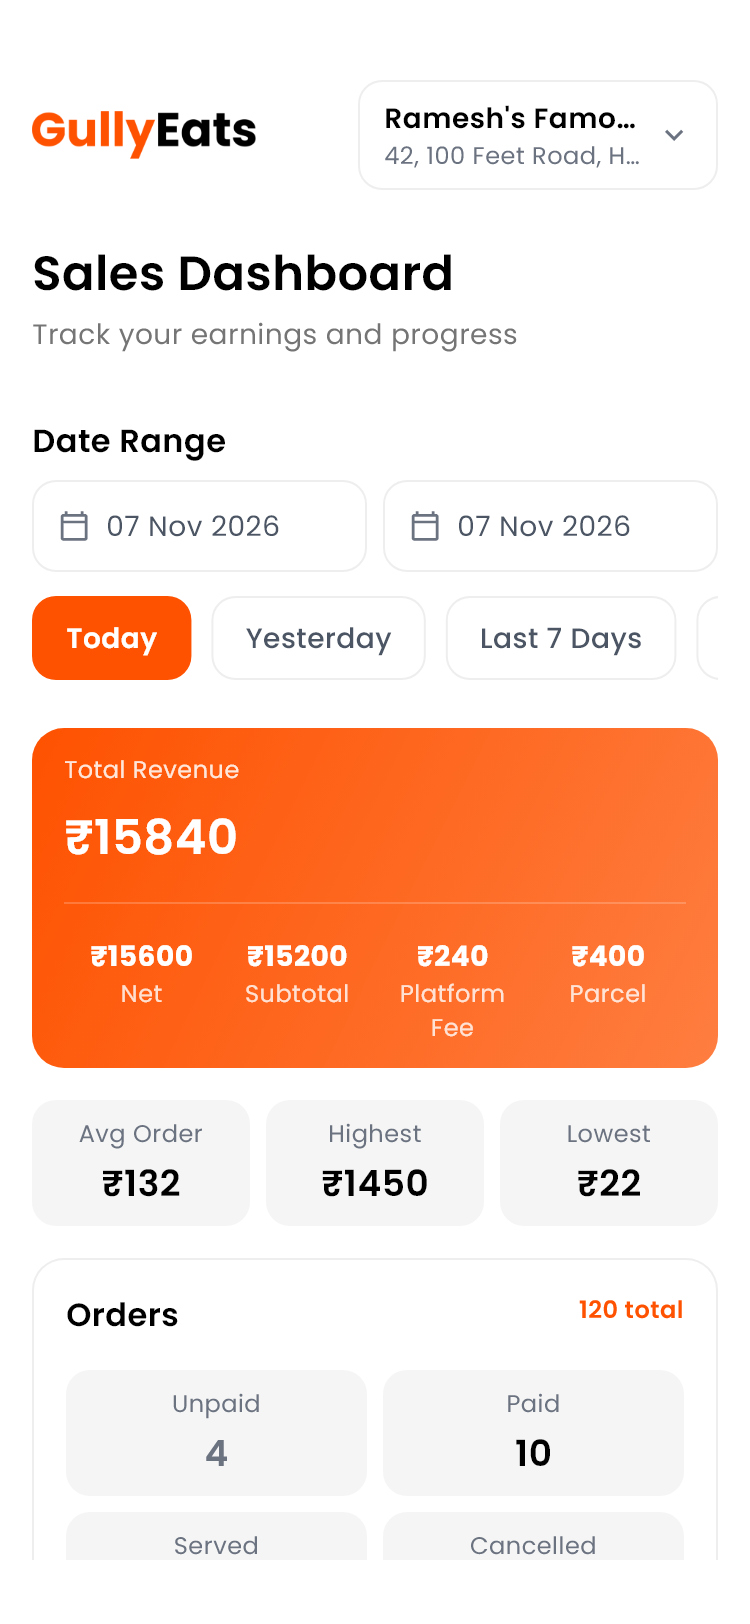 GullyEats
Ramesh's Famo...
42, 100 Feet Road, H...
Sales Dashboard
Track your earnings and progress
Date Range
07 Nov 2026
07 Nov 2026
Today
Yesterday
Last 7 Days
Total Revenue
₹15840
₹15600
Net
₹15200
Subtotal
₹240
Platform
Fee
₹400
Parcel
Avg Order
₹132
Highest
₹1450
Lowest
₹22
Orders
120 total
Unpaid
4
Paid
10
Served
Cancelled